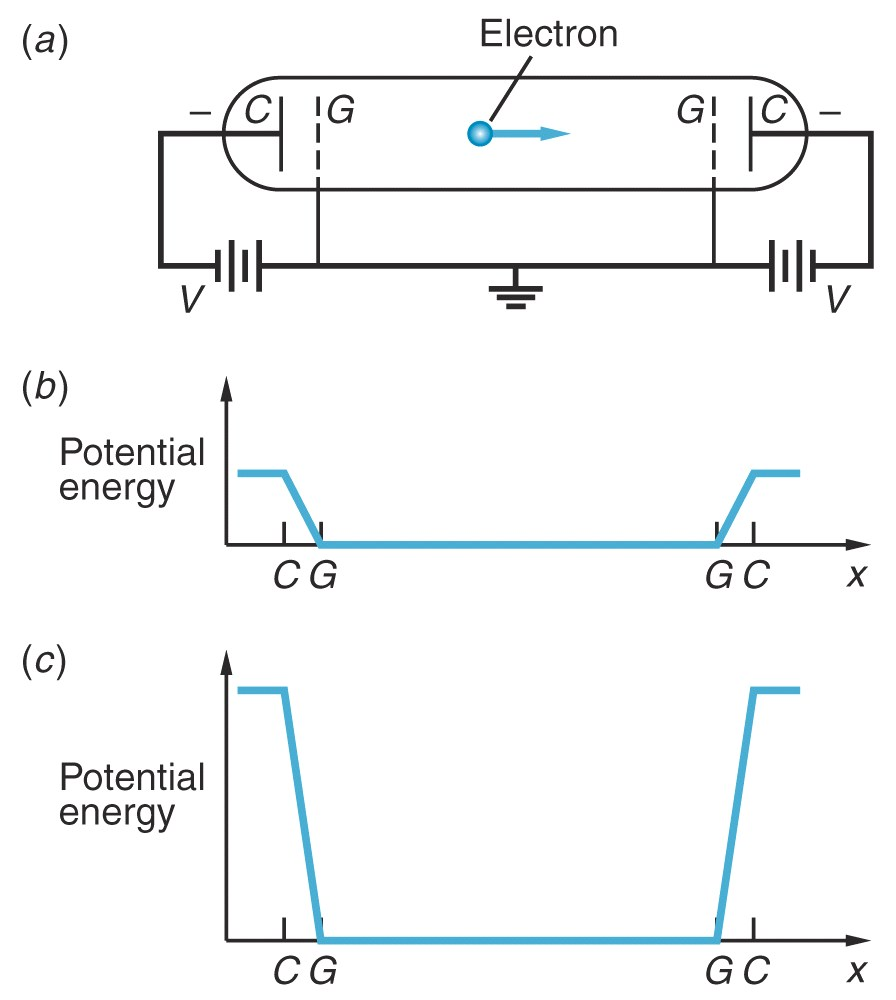 (a)
Electron
– C G G C –
V V
(b)
Potential
energy
C G G C x
(c)
Potential
energy
C G G C x